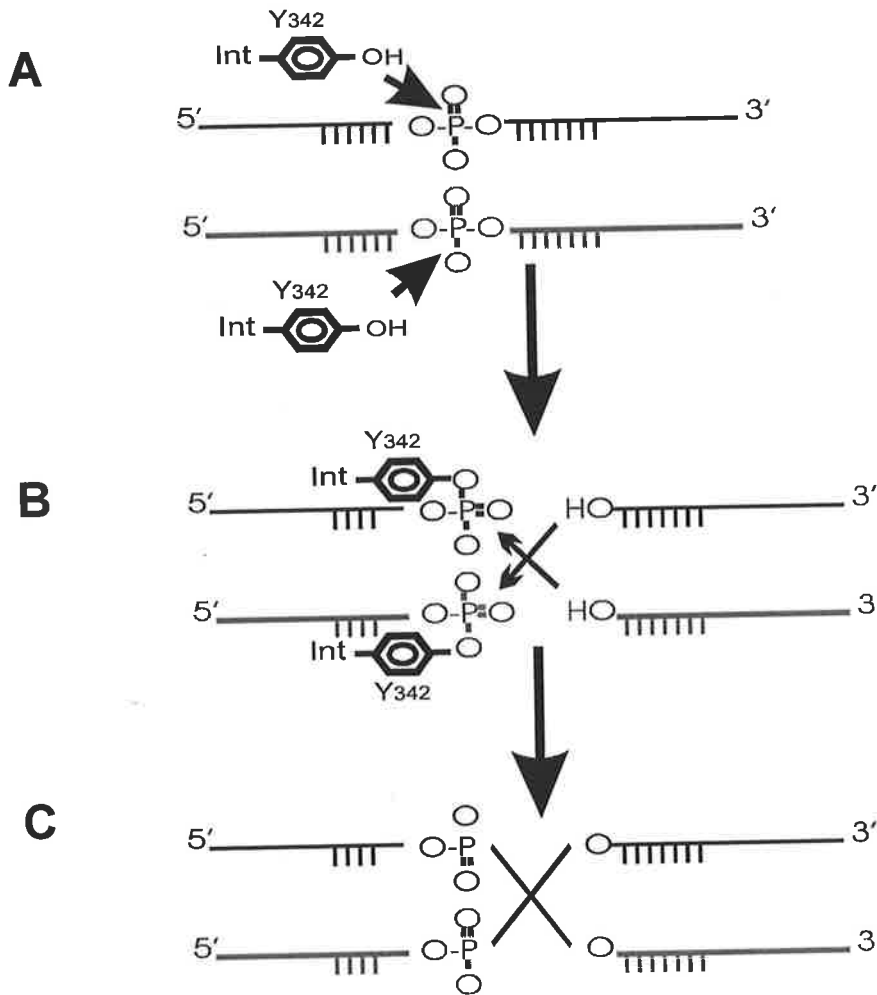 A
Y342
Int OH
5' O-P-O 3'
O
O
5' O-P-O 3'
O
O
Y342
Int OH
B
Y342
Int O
5' O-P=O HO 3'
O
O
5' O-P=O HO 3
Int O
Y342
C
O
5' O-P O 3'
O
O
5' O-P O 3
O